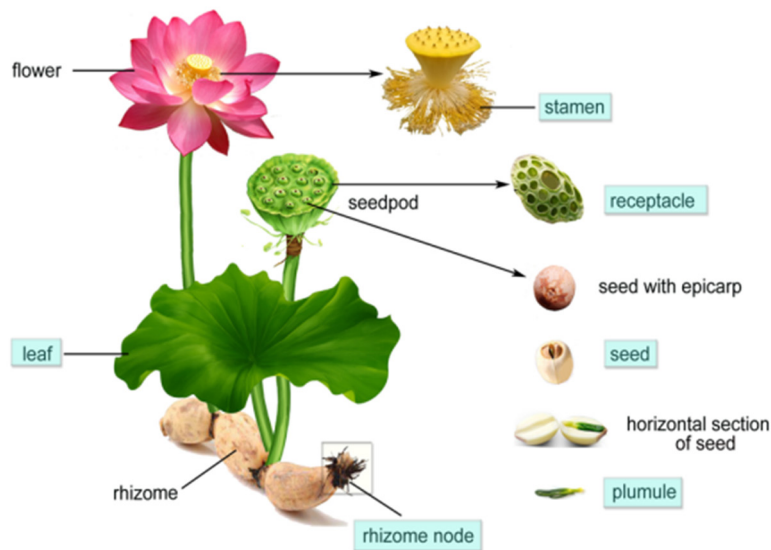 flower
stamen
seedpod
receptacle
seed with epicarp
leaf
seed
horizontal section
of seed
rhizome
plumule
rhizome node